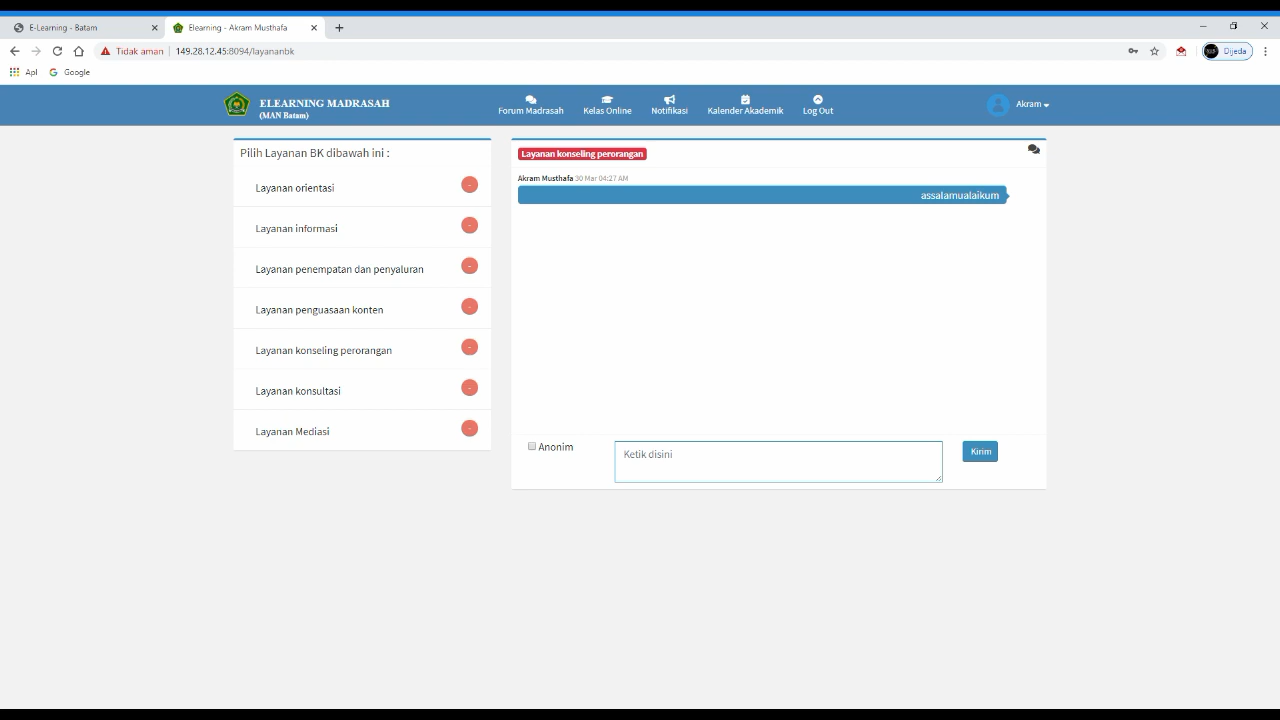 E-Learning - Batam
Elearning - Akram Musthafa
Tidak aman
149.28.12.45:8094/layananbk
Dijeda
Apl
Google
ELEARNING MADRASAH
(MAN Batam)
Forum Madrasah
Kelas Online
Notifikasi
Kalender Akademik
Log Out
Akram
Pilih Layanan BK dibawah ini :
Layanan orientasi
-
Layanan informasi
-
Layanan penempatan dan penyaluran
-
Layanan penguasaan konten
-
Layanan konseling perorangan
-
Layanan konsultasi
-
Layanan Mediasi
-
Layanan konseling perorangan
Akram Musthafa 30 Mar 04:27 AM
assalamualaikum
Anonim
Ketik disini
Kirim